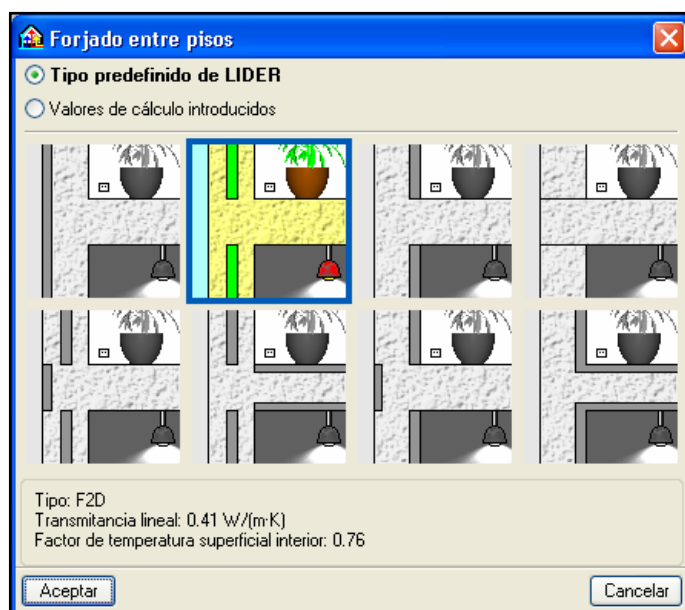 Forjado entre pisos
Tipo predefinido de LIDER
Valores de cálculo introducidos
Tipo: F2D
Transmitancia lineal: 0.41 W/(m·K)
Factor de temperatura superficial interior: 0.76
Aceptar
Cancelar